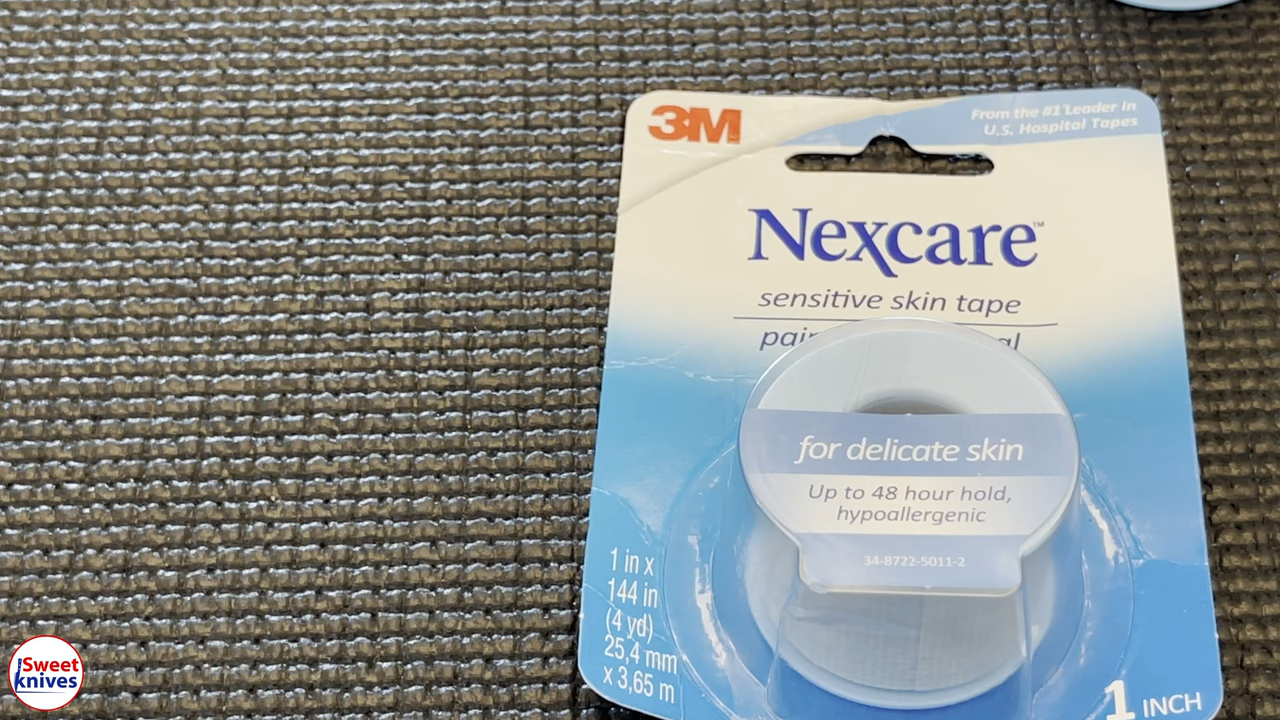 3M
From the #1 Leader in
U.S. Hospital Tapes
Nexcare™
sensitive skin tape
for delicate skin
Up to 48 hour hold,
hypoallergenic
34-8722-5011-2
1 in x
144 in
(4 yd)
25,4 mm
x 3,65 m
1 INCH
Sweet
knives